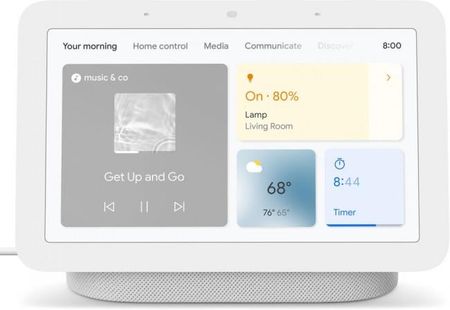 Your morning Home control Media Communicate Discover 8:00
music & co
Get Up and Go
On · 80%
Lamp
Living Room
68°
76° 65°
8:44
Timer